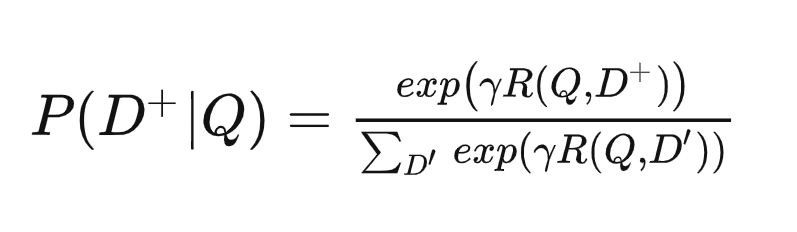 P(D⁺|Q) = exp(γR(Q,D⁺)) / ∑_{D′} exp(γR(Q,D′))